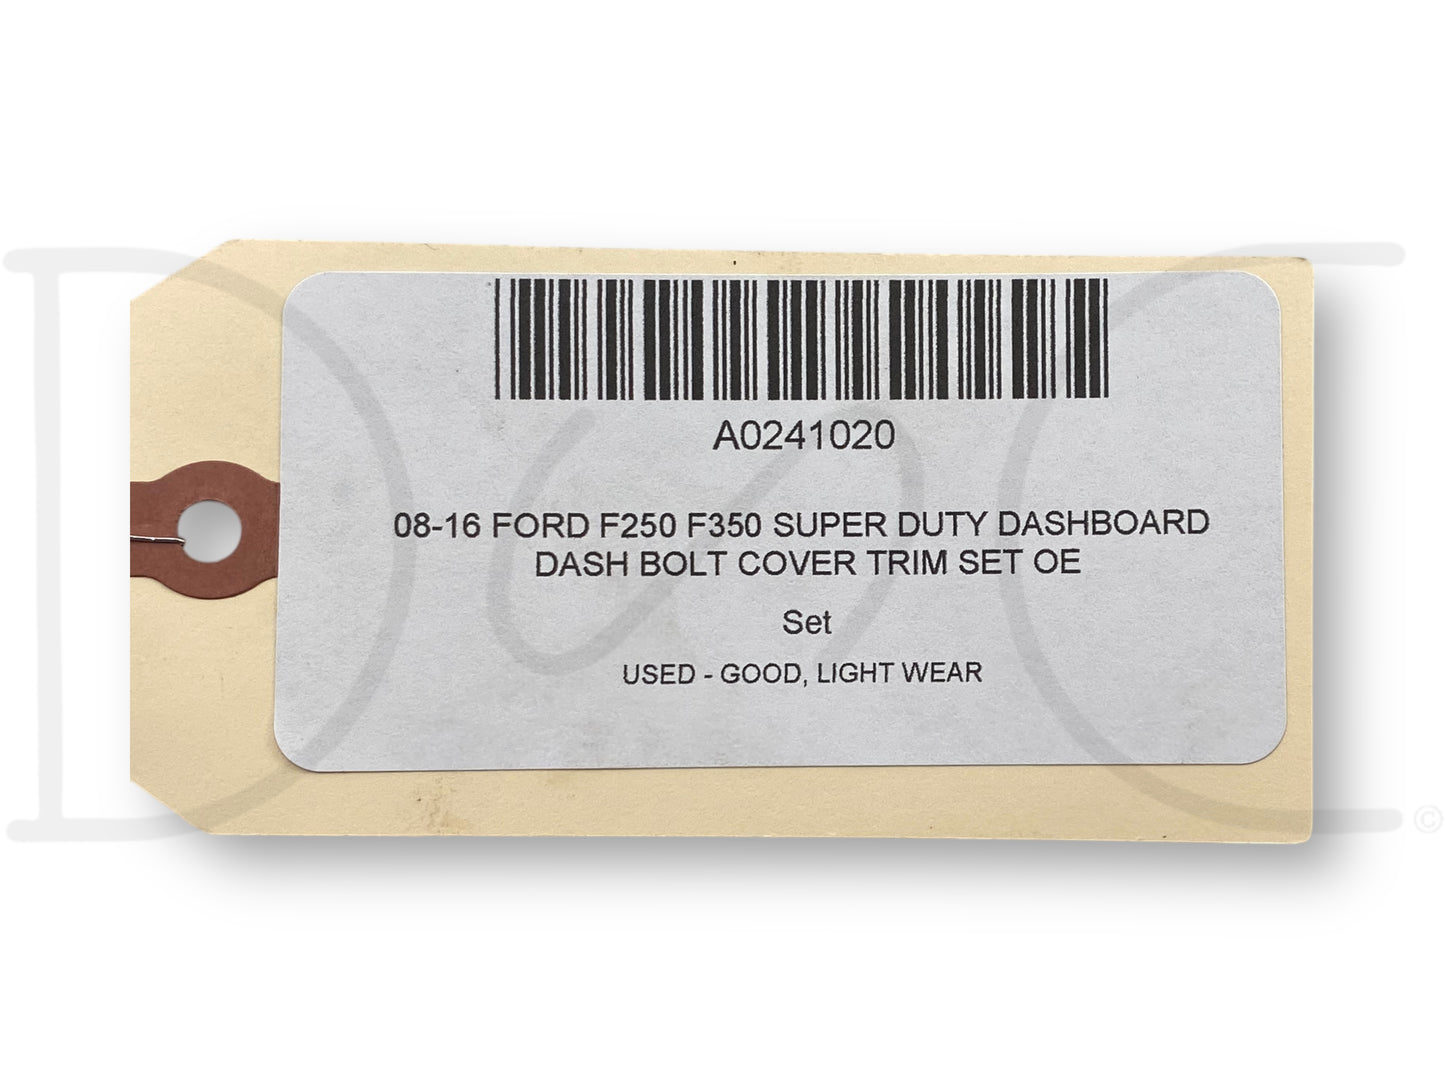 A0241020
08-16 FORD F250 F350 SUPER DUTY DASHBOARD
DASH BOLT COVER TRIM SET OE
Set
USED - GOOD, LIGHT WEAR
D S C ©